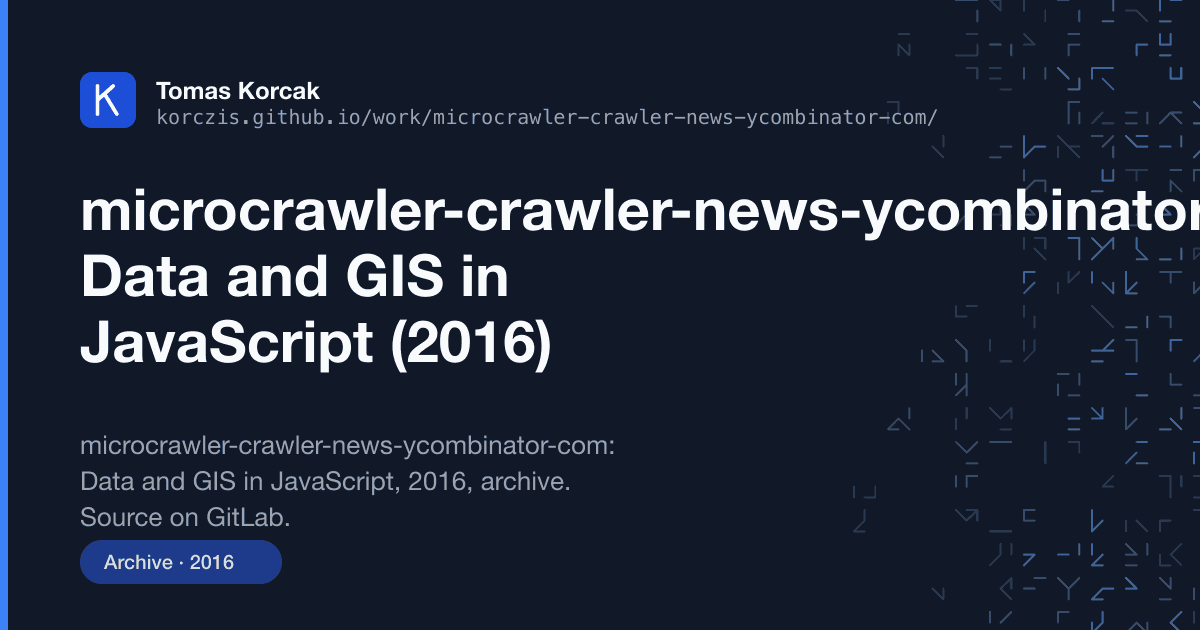 K
Tomas Korcak
korczis.github.io/work/microcrawler-crawler-news-ycombinator-com/
microcrawler-crawler-news-ycombinator
Data and GIS in
JavaScript (2016)
microcrawler-crawler-news-ycombinator-com:
Data and GIS in JavaScript, 2016, archive.
Source on GitLab.
Archive · 2016